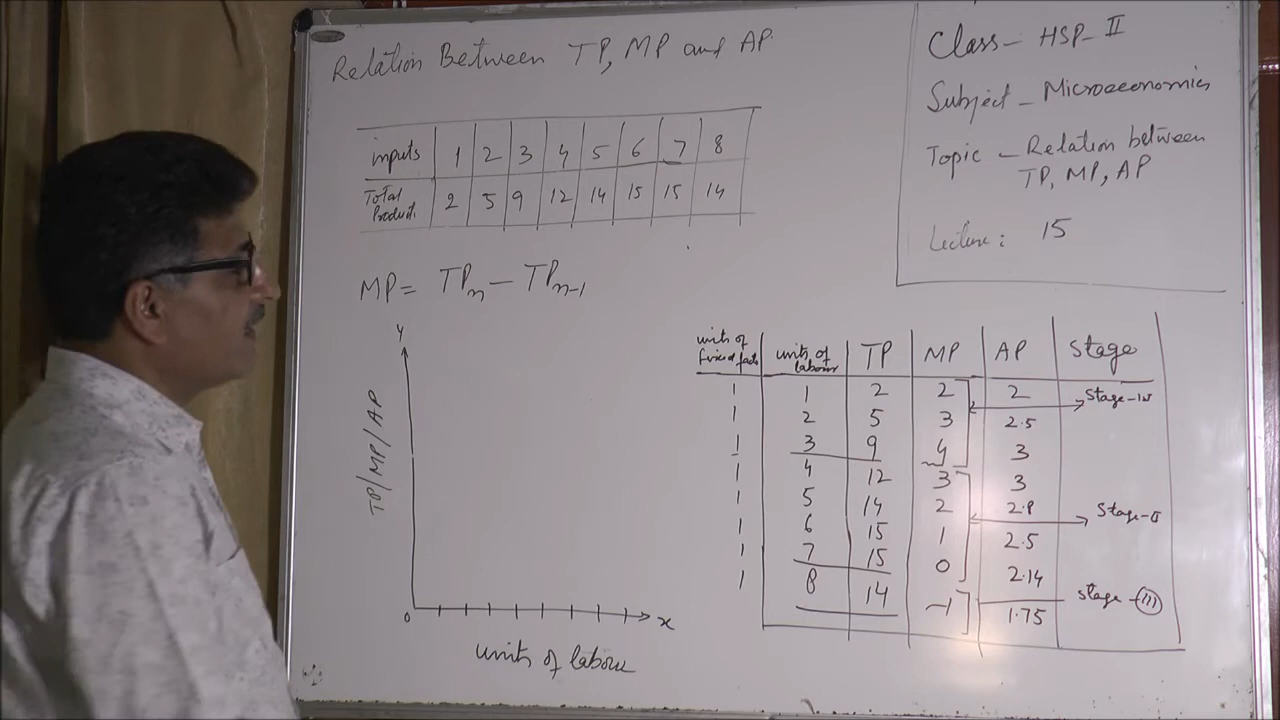 Relation Between TP, MP and AP
inputs 1 2 3 4 5 6 7 8
Total Product 2 5 9 12 14 15 15 14
MP = TPn - TPn-1
Y
TP/MP/AP
0
x
units of labour
Class - HSP - II
Subject - Microeconomics
Topic - Relation between
TP, MP, AP
Lecture: 15
units of fixed facto units of labour TP MP AP Stage
1 1 2 2 2 Stage-
1 2 5 3 2.5
1 3 9 4 3
1 4 12 3 3
1 5 14 2 2.8 Stage-II
1 6 15 1 2.5
1 7 15 0 2.14
1 8 14 -1 1.75 Stage-III